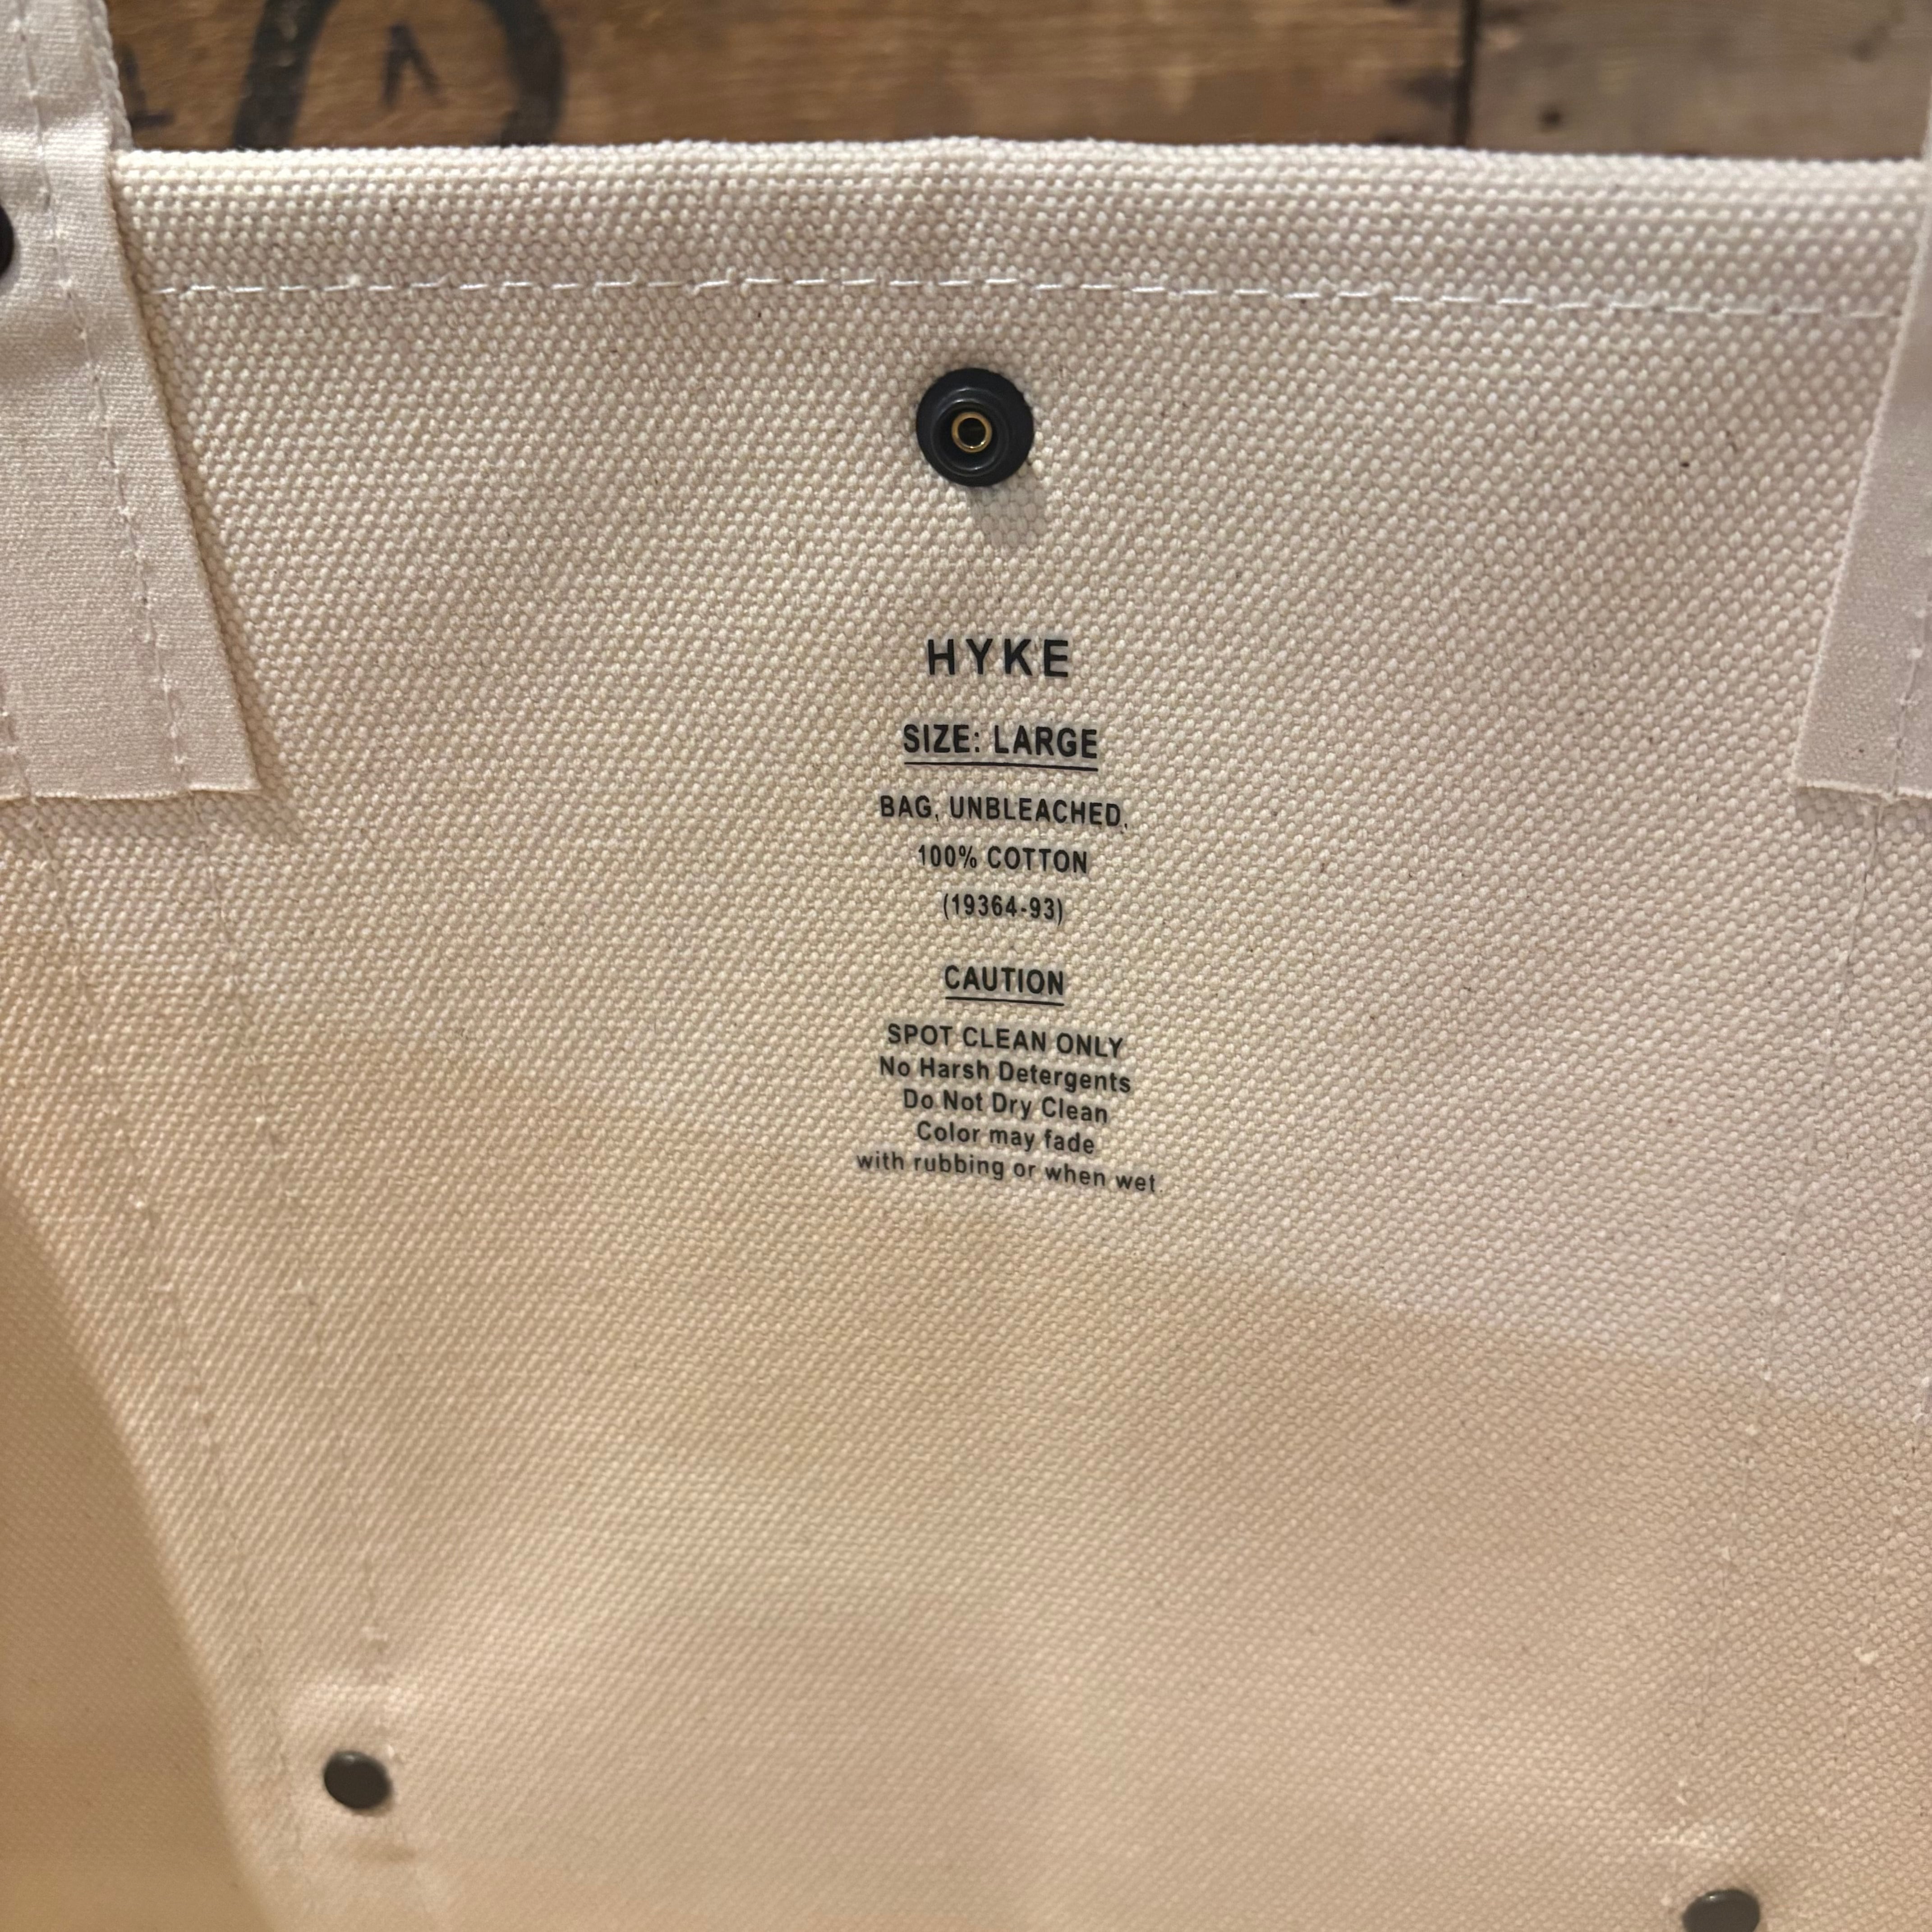 HYKE
SIZE: LARGE
BAG, UNBLEACHED,
100% COTTON
(19364-93)
CAUTION
SPOT CLEAN ONLY
No Harsh Detergents
Do Not Dry Clean
Color may fade
with rubbing or when wet.